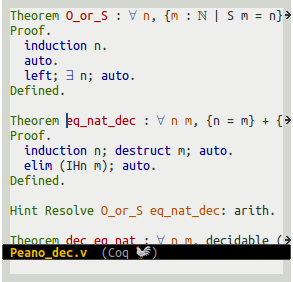 Theorem O_or_S : ∀ n, {m : ℕ | S m = n}
Proof.
induction n.
auto.
left; ∃ n; auto.
Defined.
Theorem eq_nat_dec : ∀ n m, {n = m} + {
Proof.
induction n; destruct m; auto.
elim (IHn m); auto.
Defined.
Hint Resolve O_or_S eq_nat_dec: arith.
Theorem dec_eq_nat : ∀ n m, decidable (
Peano_dec.v (Coq 🐓)